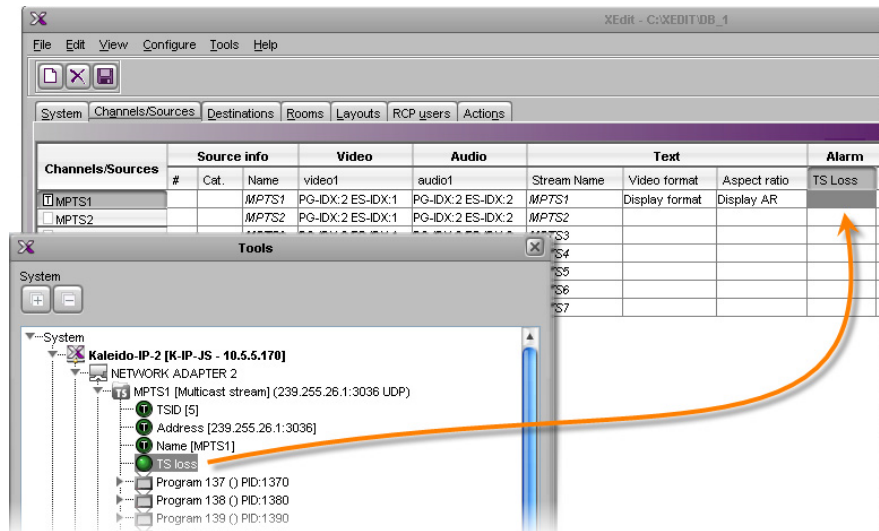 XEdit - C:\XEDIT\DB_1
File Edit View Configure Tools Help
System Channels/Sources Destinations Rooms Layouts RCP users Actions
Channels/Sources Source info Video Audio Text Alarm
# Cat. Name video1 audio1 Stream Name Video format Aspect ratio TS Loss
T MPTS1 MPTS1 PG-IDX:2 ES-IDX:1 PG-IDX:2 ES-IDX:2 MPTS1 Display format Display AR
MPTS2 MPTS2 PG-IDX:2 ES-IDX:1 PG-IDX:2 ES-IDX:2 MPTS2
Tools
System
System
Kaleido-IP-2 [K-IP-JS - 10.5.5.170]
NETWORK ADAPTER 2
TS MPTS1 [Multicast stream] (239.255.26.1:3036 UDP)
T TSID [5]
T Address [239.255.26.1:3036]
T Name [MPTS1]
TS loss
Program 137 () PID:1370
Program 138 () PID:1380
Program 139 () PID:1390